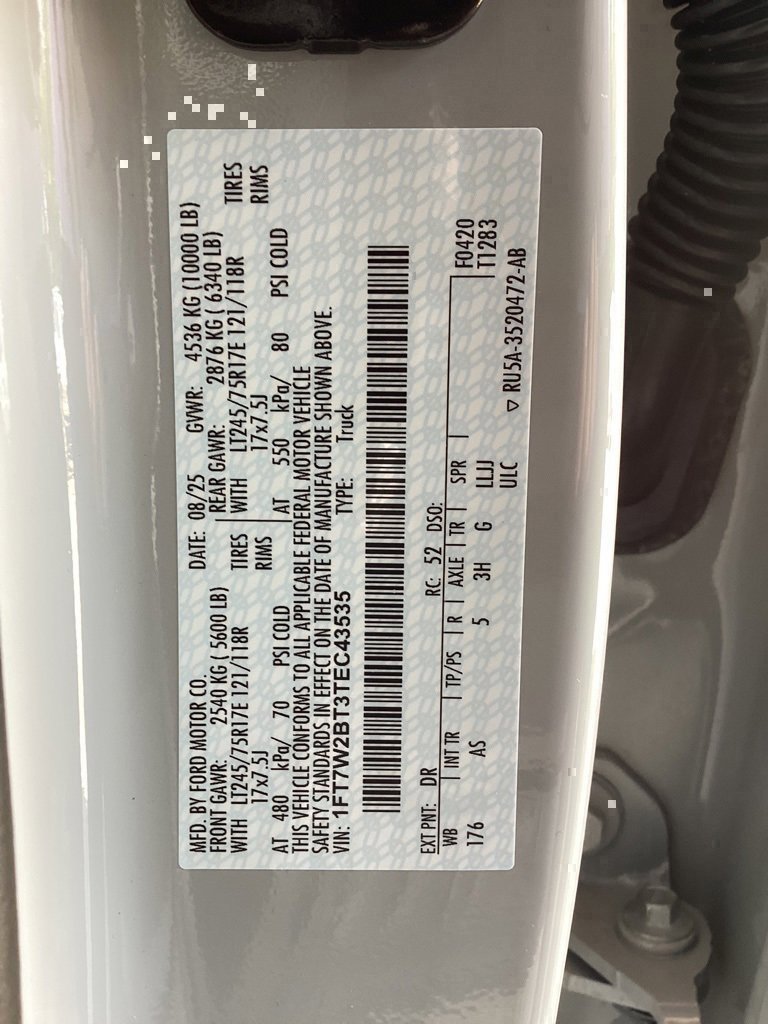 MFD. BY FORD MOTOR CO. DATE: 08/25 GVWR: 4536 KG (10000 LB)
FRONT GAWR: 2540 KG ( 5600 LB) REAR GAWR: 2876 KG ( 6340 LB)
WITH LT245/75R17E 121/118R TIRES WITH LT245/75R17E 121/118R TIRES
17x7.5J RIMS 17x7.5J RIMS
AT 480 kPa/ 70 PSI COLD AT 550 kPa/ 80 PSI COLD
THIS VEHICLE CONFORMS TO ALL APPLICABLE FEDERAL MOTOR VEHICLE
SAFETY STANDARDS IN EFFECT ON THE DATE OF MANUFACTURE SHOWN ABOVE.
VIN: 1FT7W2BT3TEC43535 TYPE: Truck
EXT PNT: DR RC: 52 DSO:
WB INT TR TP/PS R AXLE TR SPR F0420
176 AS 5 3H G LLJJ T1283
ULC RU5A-3520472-AB